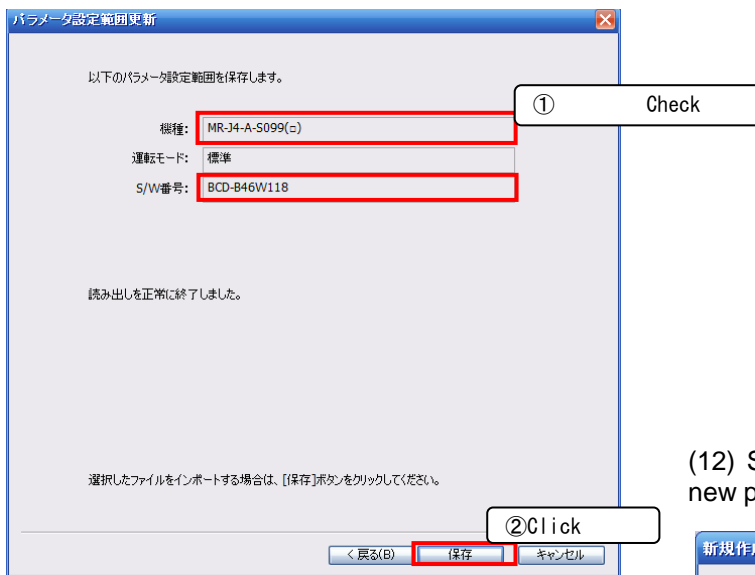 パラメータ設定範囲更新
以下のパラメータ設定範囲を保存します。
① Check
機種: MR-J4-A-S099(□)
運転モード: 標準
S/W番号: BCD-B46W118
読み出しを正常に終了しました。
選択したファイルをインポートする場合は、[保存]ボタンをクリックしてください。
(12) S
new p
②Click
< 戻る(B) 保存 キャンセル
新規作